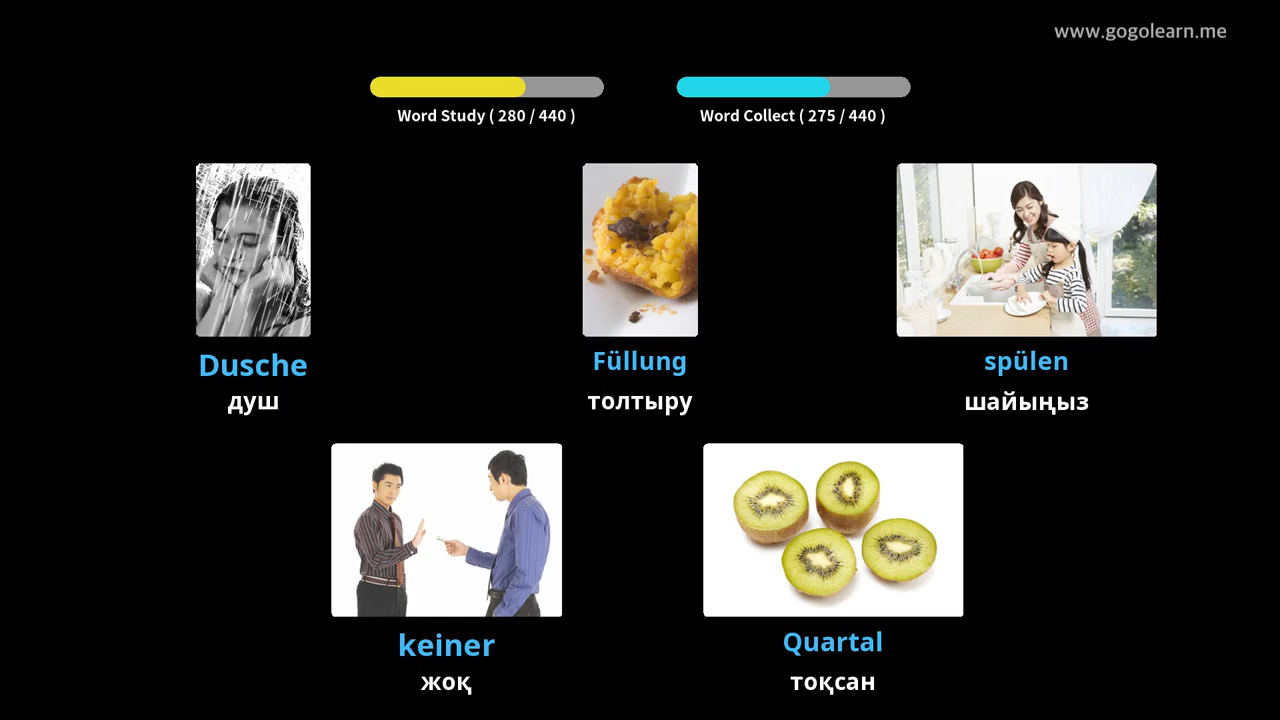 www.gogolearn.me
Word Study ( 280 / 440 )
Word Collect ( 275 / 440 )
Dusche
душ
Füllung
толтыру
spülen
шайыңыз
keiner
жоқ
Quartal
тоқсан